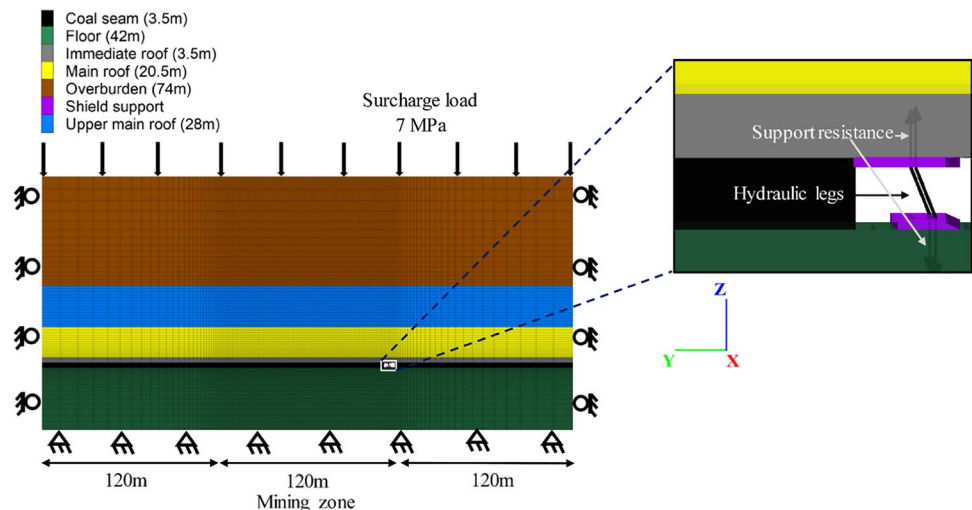 Coal seam (3.5m)
Floor (42m)
Immediate roof (3.5m)
Main roof (20.5m)
Overburden (74m)
Shield support
Upper main roof (28m)
Surcharge load
7 MPa
Support resistance
Hydraulic legs
Z
Y
X
120m
120m
120m
Mining zone